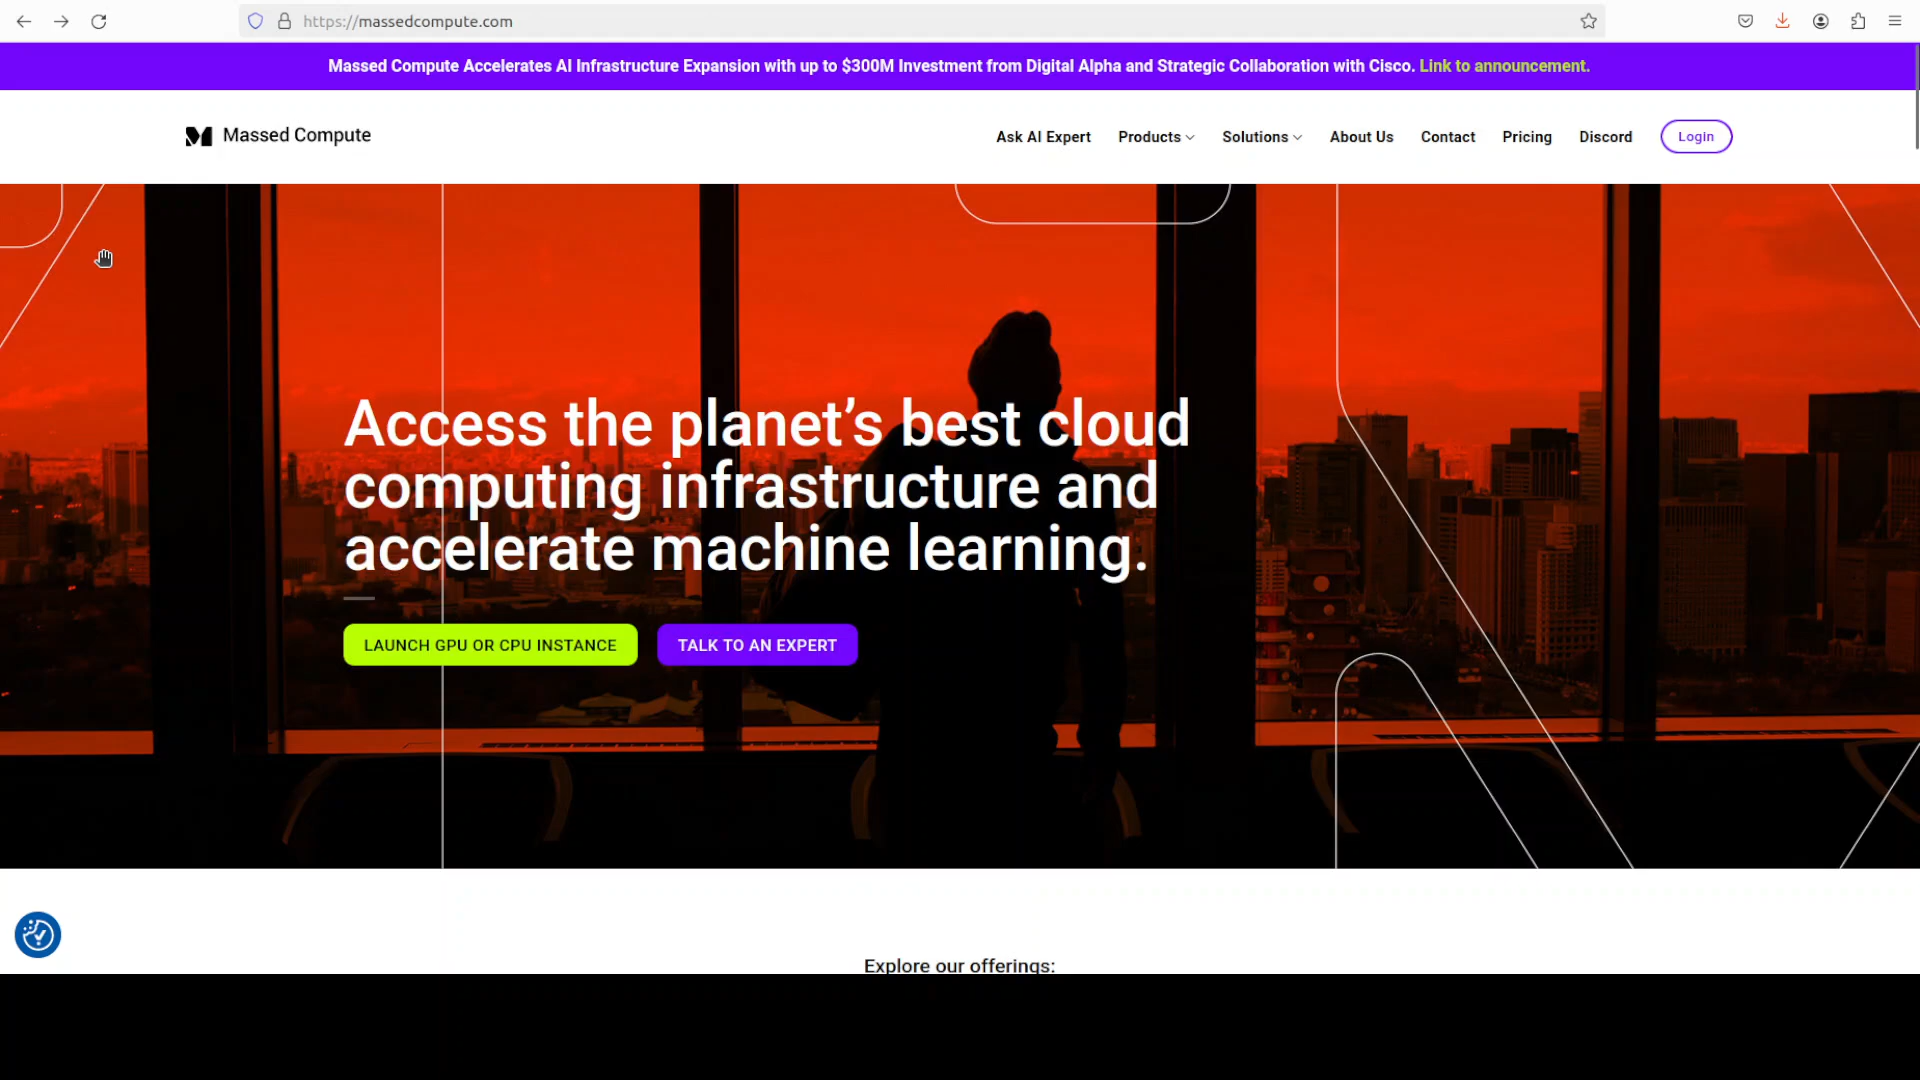 https://massedcompute.com
Massed Compute Accelerates AI Infrastructure Expansion with up to $300M Investment from Digital Alpha and Strategic Collaboration with Cisco. Link to announcement.
Massed Compute
Ask AI Expert
Products
Solutions
About Us
Contact
Pricing
Discord
Login
Access the planet’s best cloud
computing infrastructure and
accelerate machine learning.
LAUNCH GPU OR CPU INSTANCE
TALK TO AN EXPERT
Explore our offerings: